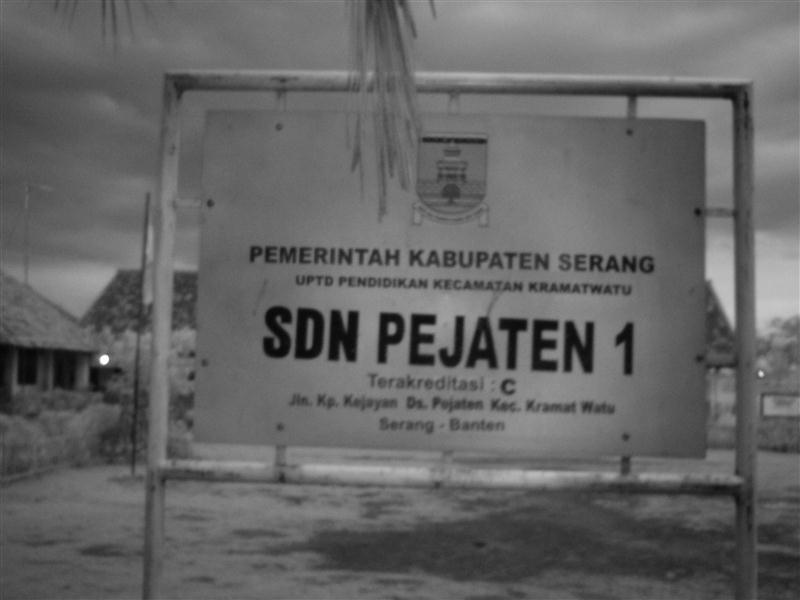 PEMERINTAH KABUPATEN SERANG
UPTD PENDIDIKAN KECAMATAN KRAMATWATU
SDN PEJATEN 1
Terakreditasi : C
Jln. Kp. Kejayan Ds. Pejaten Kec. Kramat Watu
Serang - Banten